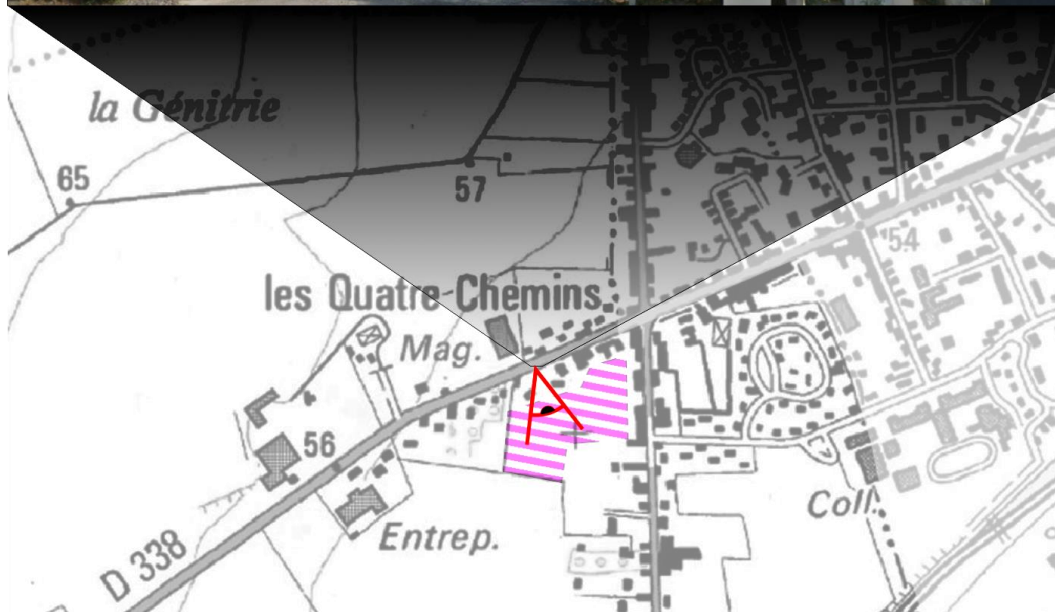 la Génitrie
65
57
54
les Quatre Chemins
Mag.
56
Coll.
Entrep.
D 338